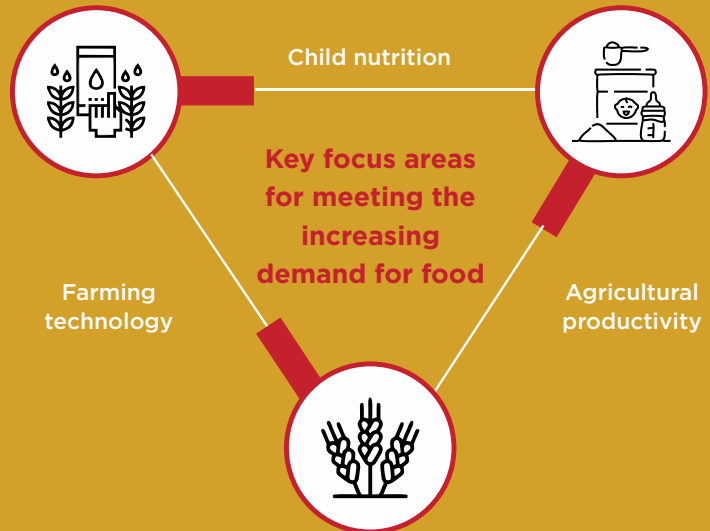 Child nutrition
Key focus areas
for meeting the
increasing
demand for food
Farming
technology
Agricultural
productivity